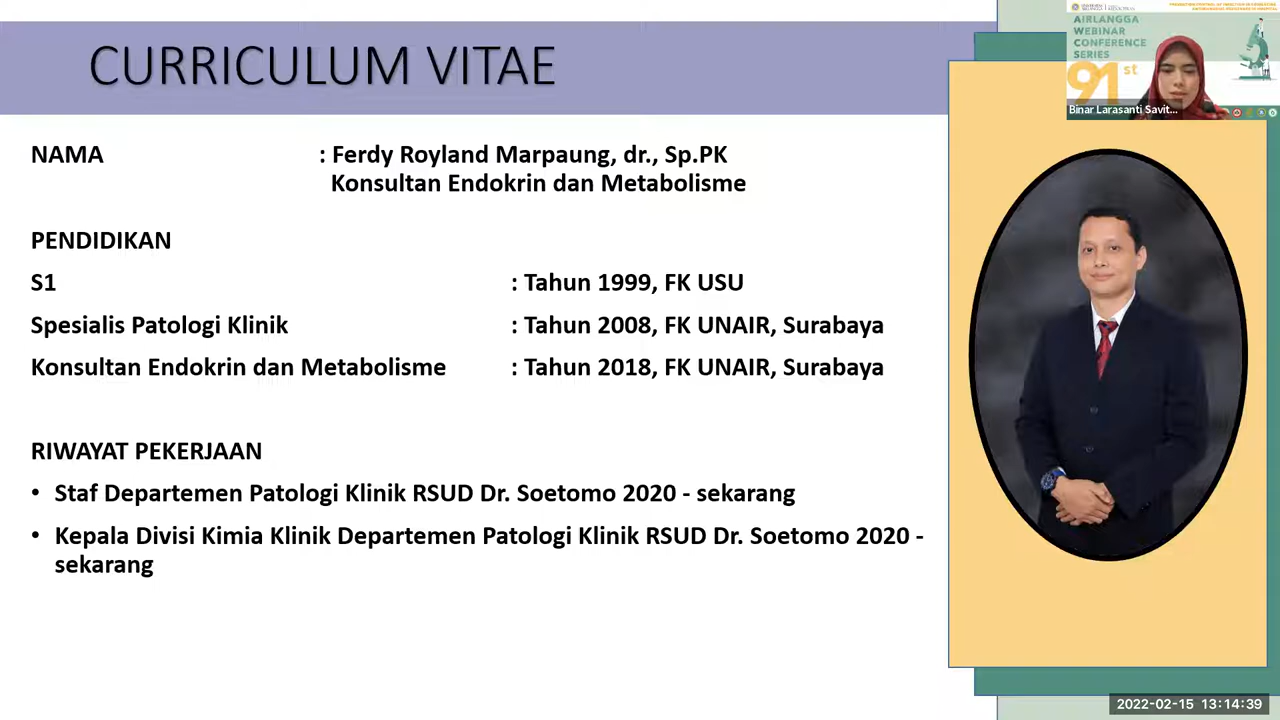 CURRICULUM VITAE
NAMA : Ferdy Royland Marpaung, dr., Sp.PK
Konsultan Endokrin dan Metabolisme
PENDIDIKAN
S1 : Tahun 1999, FK USU
Spesialis Patologi Klinik : Tahun 2008, FK UNAIR, Surabaya
Konsultan Endokrin dan Metabolisme : Tahun 2018, FK UNAIR, Surabaya
RIWAYAT PEKERJAAN
• Staf Departemen Patologi Klinik RSUD Dr. Soetomo 2020 - sekarang
• Kepala Divisi Kimia Klinik Departemen Patologi Klinik RSUD Dr. Soetomo 2020 -
sekarang
AIRLANGGA
WEBINAR
CONFERENCE
SERIES
91st
Binar Larasanti Savit...
2022-02-15 13:14:39